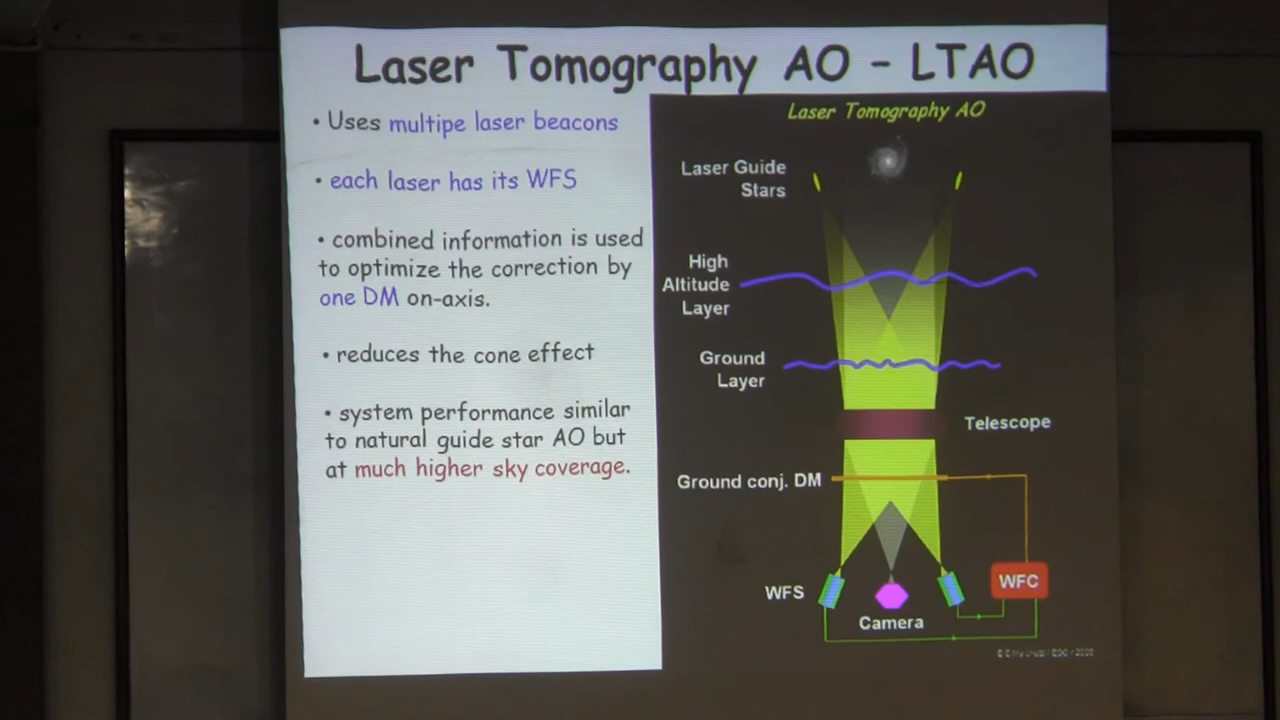 Laser Tomography AO - LTAO
• Uses multipe laser beacons
• each laser has its WFS
• combined information is used
to optimize the correction by
one DM on-axis.
• reduces the cone effect
• system performance similar
to natural guide star AO but
at much higher sky coverage.
Laser Tomography AO
Laser Guide
Stars
High
Altitude
Layer
Ground
Layer
Telescope
Ground conj. DM
WFS
Camera
WFC